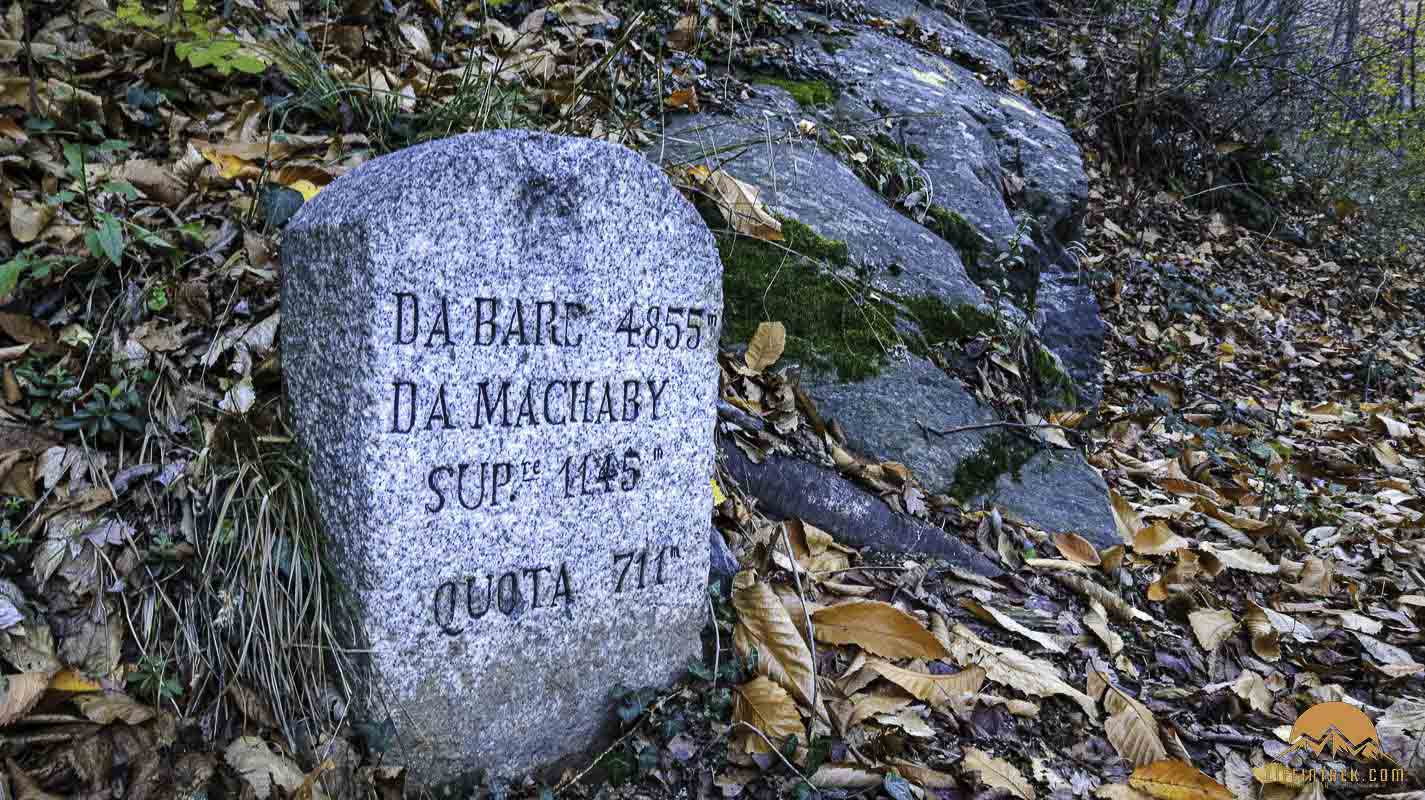 DA BARD 4855ᵐ
DA MACHABY
SUP.ʳᵉ 1145ᵐ
QUOTA 711ᵐ